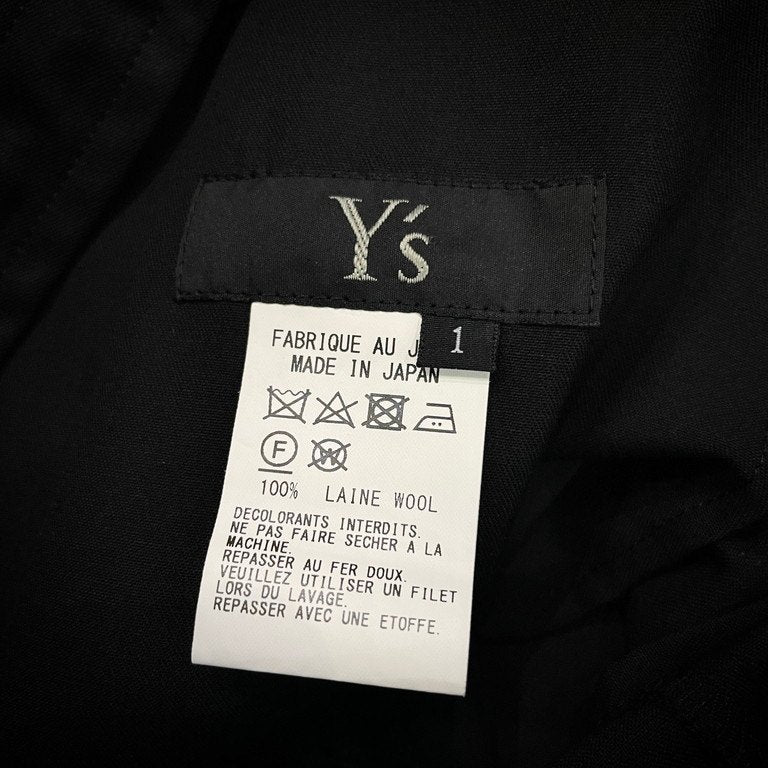 Y's
1
FABRIQUE AU J
MADE IN JAPAN
F
W
100% LAINE WOOL
DECOLORANTS INTERDITS.
NE PAS FAIRE SECHER A LA
MACHINE.
REPASSER AU FER DOUX.
VEUILLEZ UTILISER UN FILET
LORS DU LAVAGE.
REPASSER AVEC UNE ETOFFE.